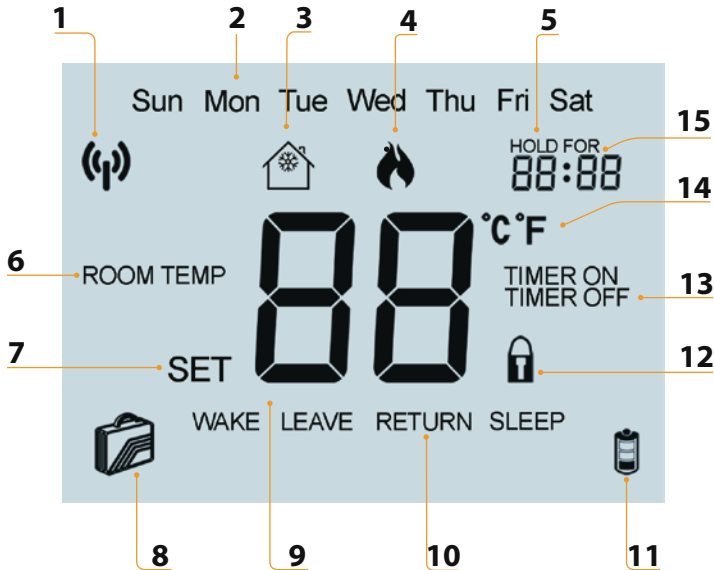 1 2 3 4 5
Sun Mon Tue Wed Thu Fri Sat
15
HOLD FOR
88:88
14
°C°F
88
6
ROOM TEMP
TIMER ON
13
TIMER OFF
7
SET
12
WAKE LEAVE RETURN SLEEP
8 9 10 11